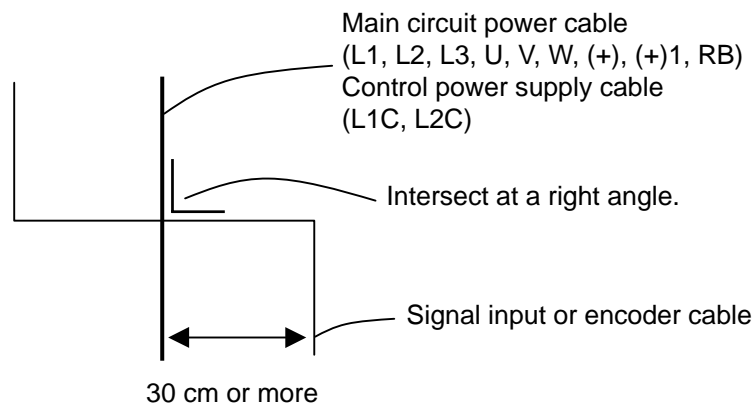 Main circuit power cable
(L1, L2, L3, U, V, W, (+), (+)1, RB)
Control power supply cable
(L1C, L2C)
Intersect at a right angle.
Signal input or encoder cable
30 cm or more